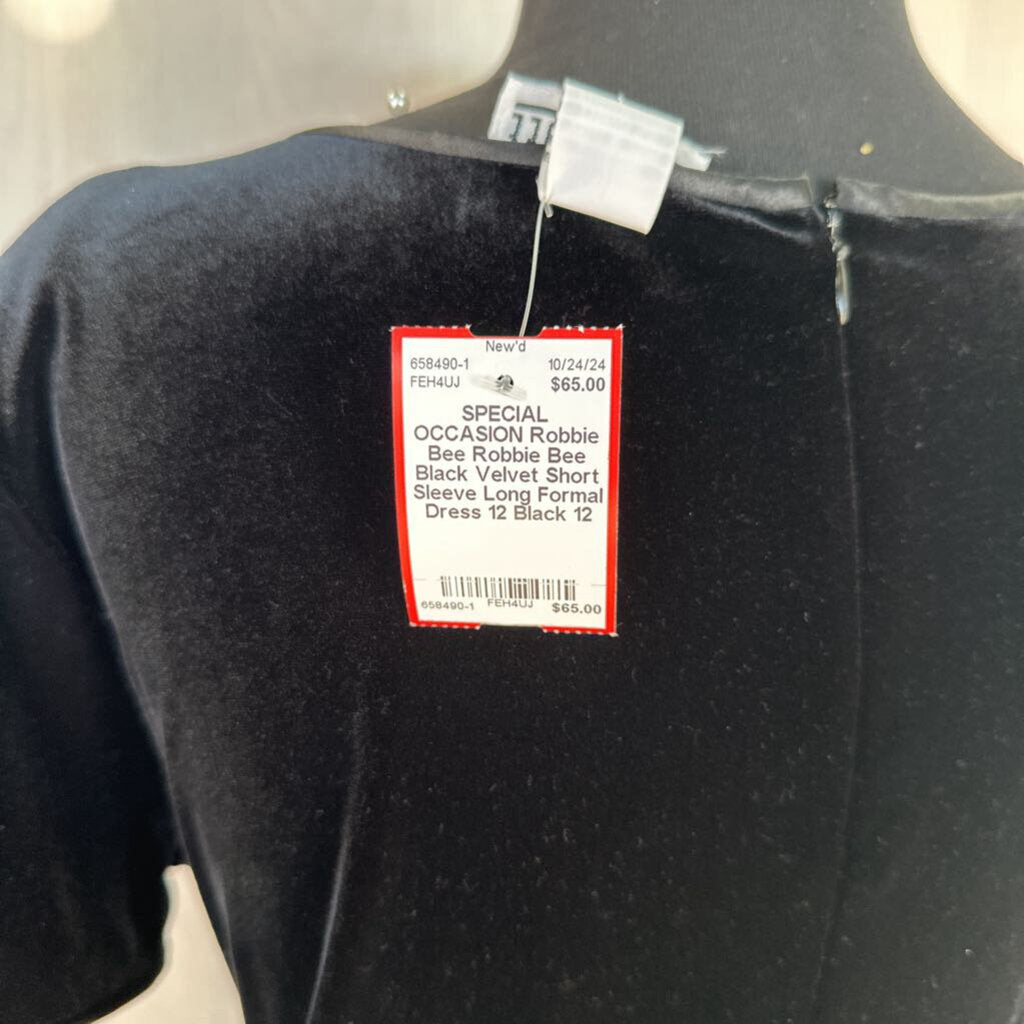 New'd
658490-1 10/24/24
FEH4UJ $65.00
SPECIAL
OCCASION Robbie
Bee Robbie Bee
Black Velvet Short
Sleeve Long Formal
Dress 12 Black 12
658490-1 FEH4UJ $65.00